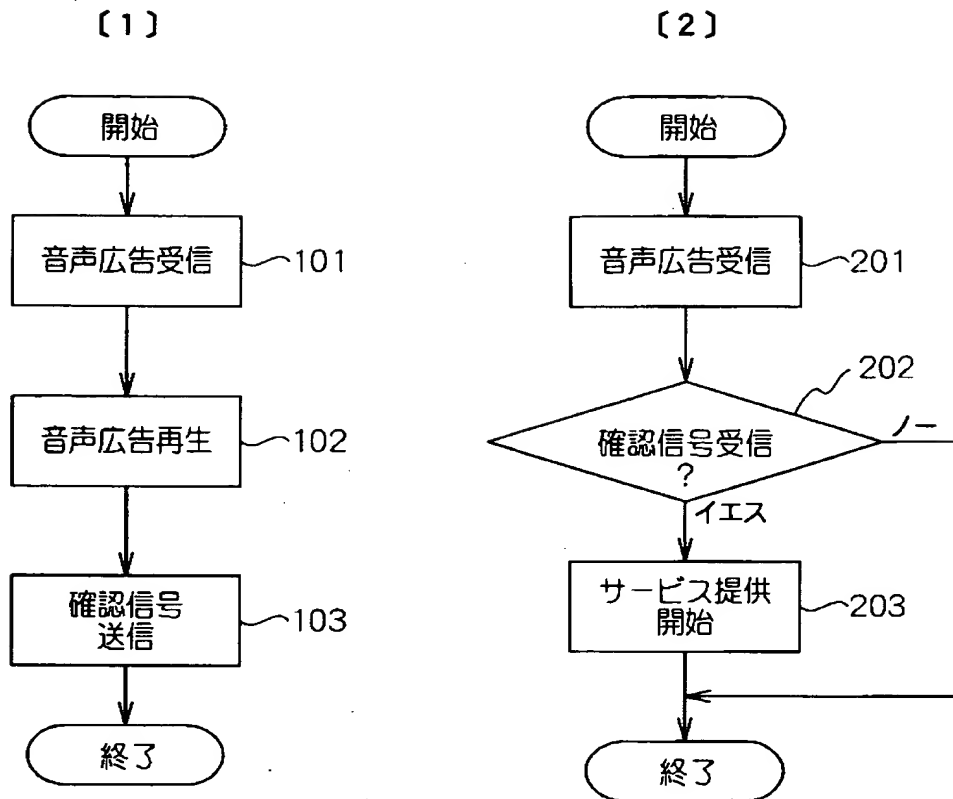 〔1〕
開始
音声広告受信
101
音声広告再生
102
確認信号
送信
103
終了
〔2〕
開始
音声広告受信
201
202
確認信号受信
?
ノー
イエス
サービス提供
開始
203
終了